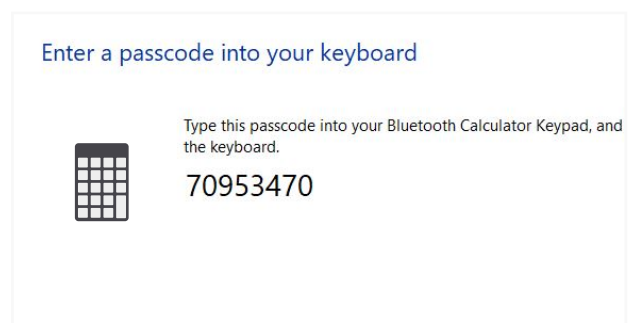 Enter a passcode into your keyboard
Type this passcode into your Bluetooth Calculator Keypad, and
the keyboard.
70953470